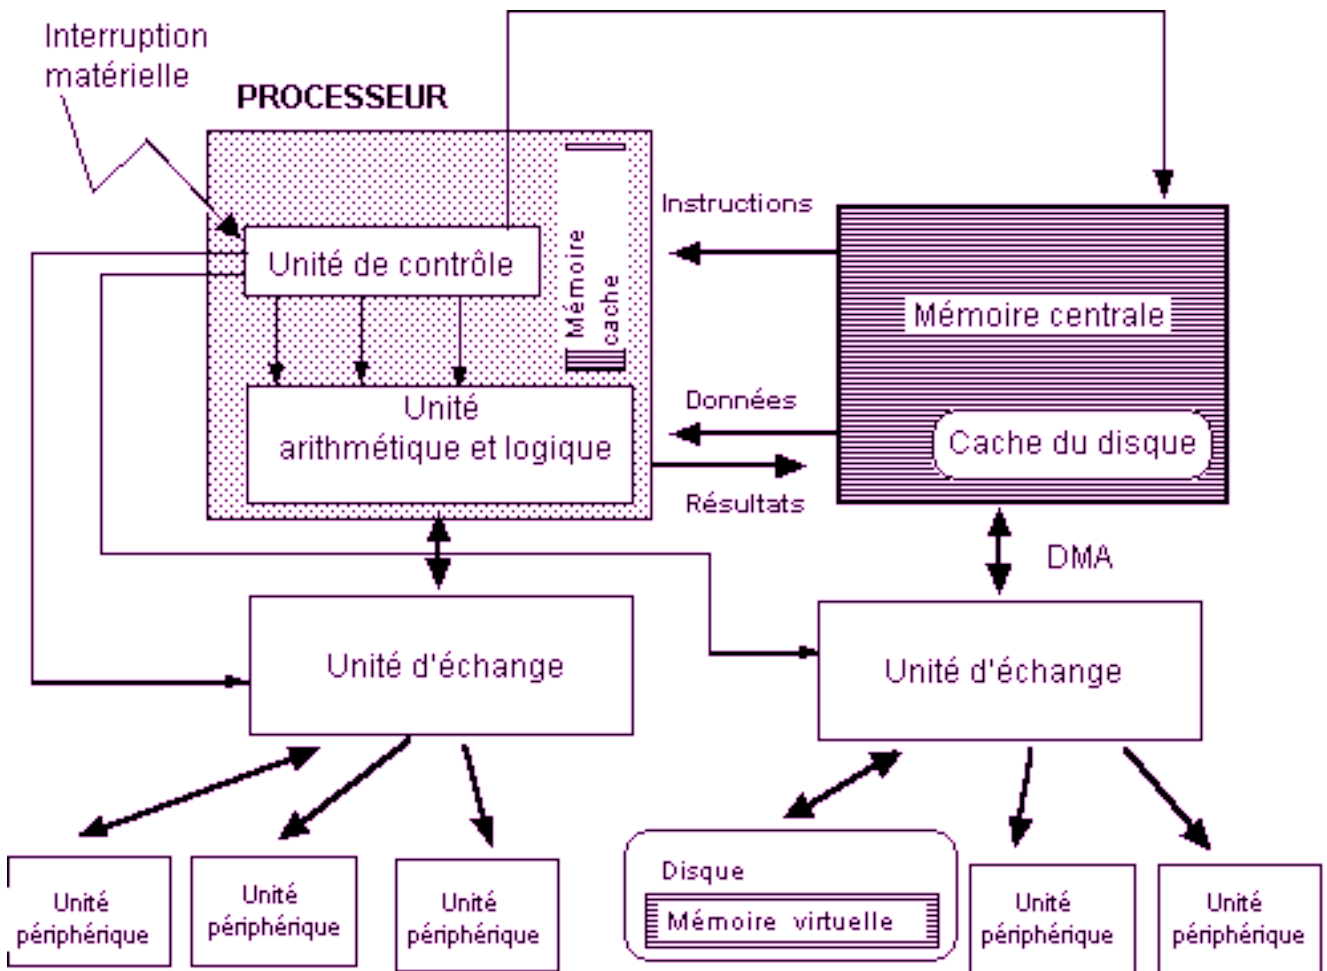 Interruption
matérielle
PROCESSEUR
Instructions
Unité de contrôle
Mémoire
cache
Mémoire centrale
Unité
arithmétique et logique
Données
Cache du disque
Résultats
DMA
Unité d'échange
Unité d'échange
Unité
périphérique
Unité
périphérique
Unité
périphérique
Disque
Mémoire virtuelle
Unité
périphérique
Unité
périphérique